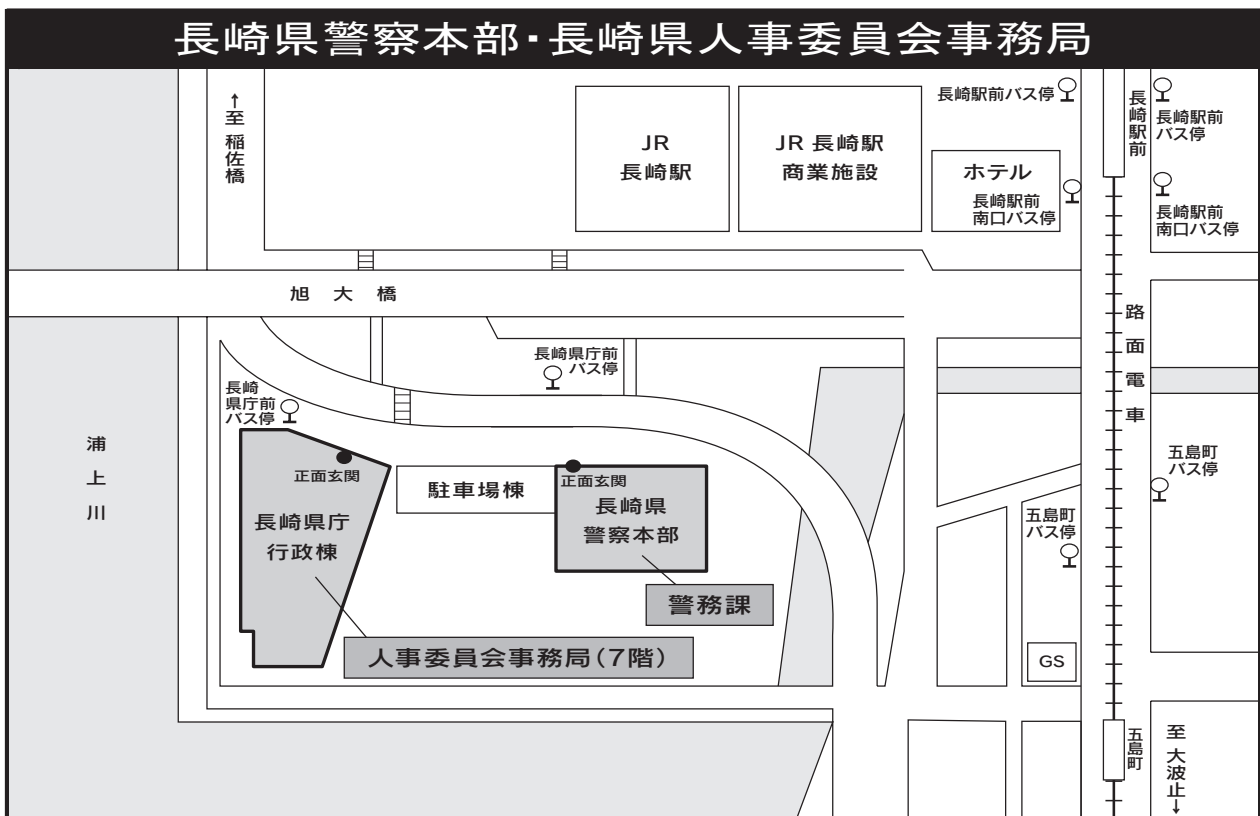 長崎県警察本部・長崎県人事委員会事務局
↑至 稲佐橋
JR
長崎駅
JR 長崎駅
商業施設
長崎駅前バス停
ホテル
長崎駅前
南口バス停
長崎駅前
長崎駅前
バス停
長崎駅前
南口バス停
旭大橋
路面電車
長崎県庁前
バス停
長崎
県庁前
バス停
浦上川
正面玄関
長崎県庁
行政棟
駐車場棟
正面玄関
長崎県
警察本部
五島町
バス停
五島町
バス停
警務課
人事委員会事務局(7階)
GS
五島町
至 大波止↓